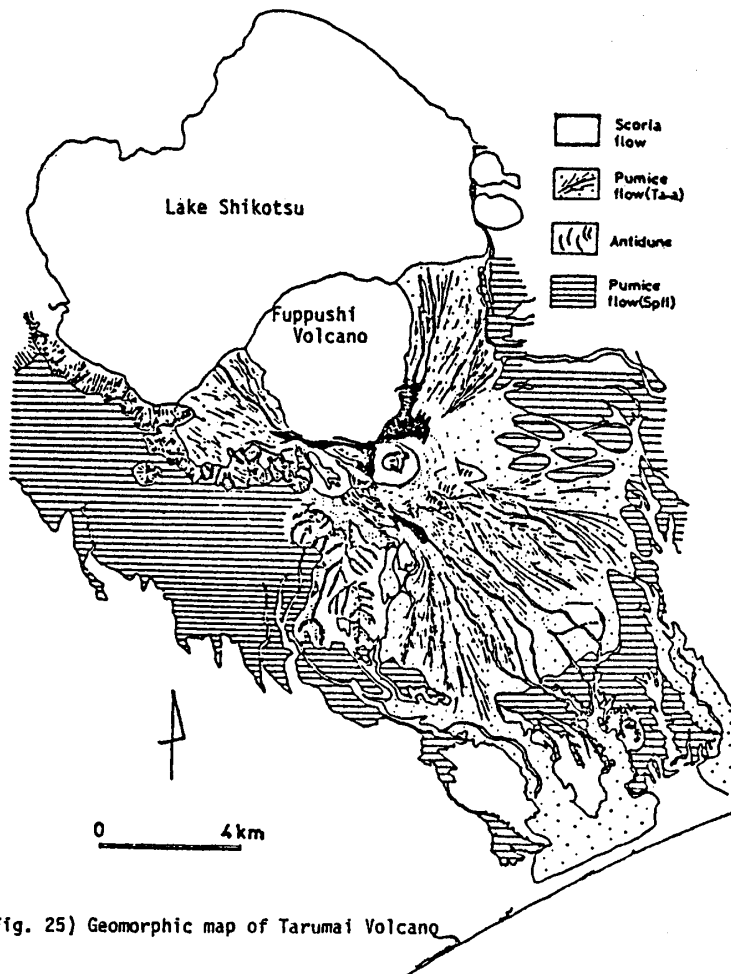 Scoria
flow
Pumice
flow(Ta-a)
Antidune
Pumice
flow(Spfl)
Lake Shikotsu
Fuppushi
Volcano
0 4km
ig. 25) Geomorphic map of Tarumai Volcano